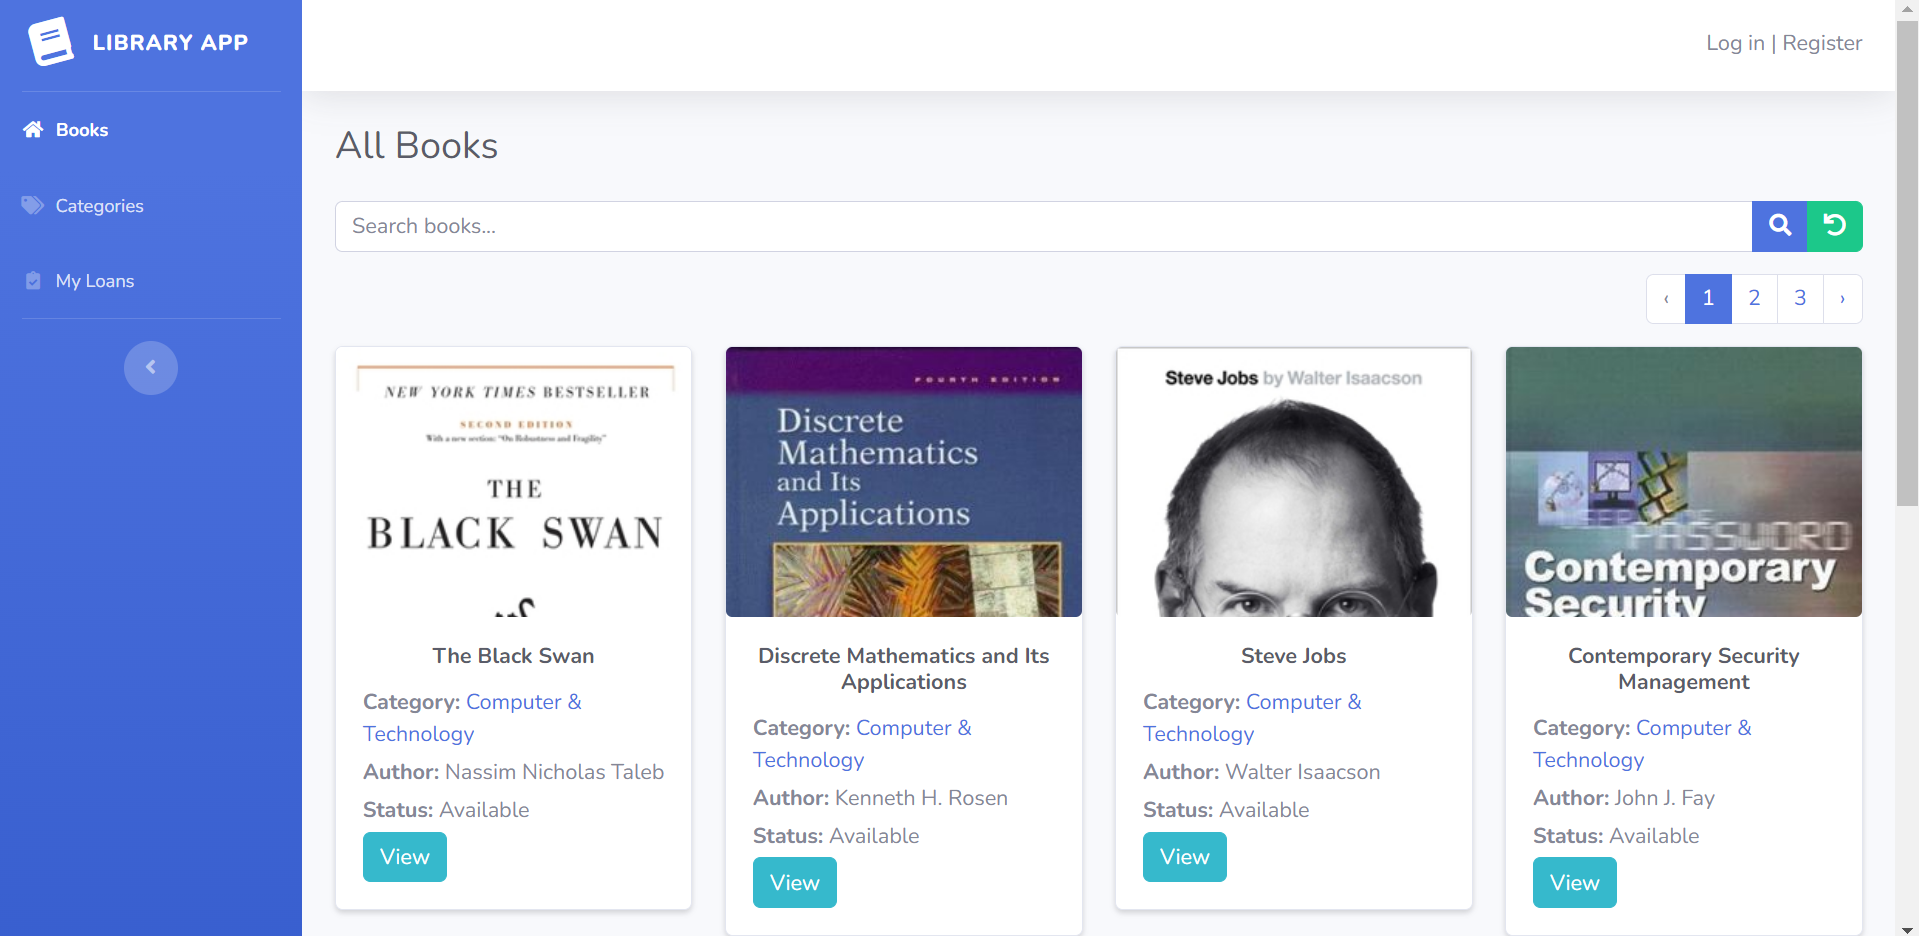 LIBRARY APP
Log in | Register
Books
Categories
My Loans
All Books
Search books...
‹ 1 2 3 ›
NEW YORK TIMES BESTSELLER
SECOND EDITION
With a new section: "On Robustness and Fragility"
THE
BLACK SWAN
The Black Swan
Category: Computer &
Technology
Author: Nassim Nicholas Taleb
Status: Available
View
FOURTH EDITION
Discrete
Mathematics
and Its
Applications
Discrete Mathematics and Its
Applications
Category: Computer &
Technology
Author: Kenneth H. Rosen
Status: Available
View
Steve Jobs by Walter Isaacson
Steve Jobs
Category: Computer &
Technology
Author: Walter Isaacson
Status: Available
View
PASSWORD
Contemporary
Security
Contemporary Security
Management
Category: Computer &
Technology
Author: John J. Fay
Status: Available
View